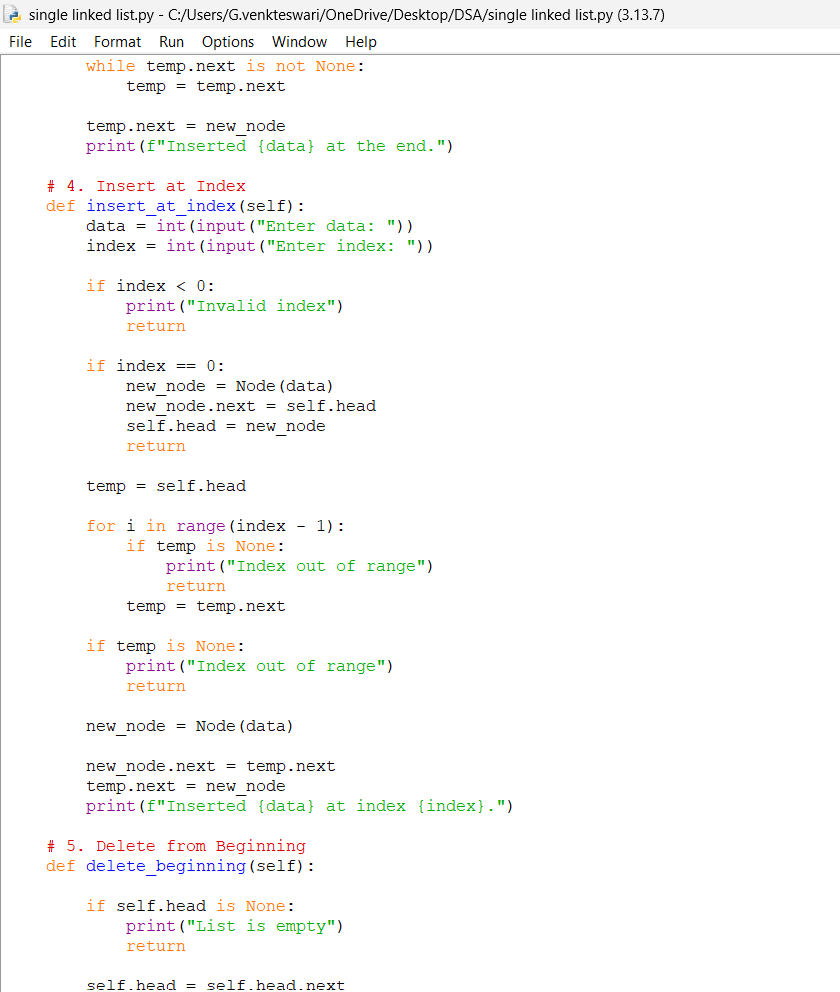 single linked list.py - C:/Users/G.venkteswari/OneDrive/Desktop/DSA/single linked list.py (3.13.7)
File Edit Format Run Options Window Help
        while temp.next is not None:
            temp = temp.next

        temp.next = new_node
        print(f"Inserted {data} at the end.")

    # 4. Insert at Index
    def insert_at_index(self):
        data = int(input("Enter data: "))
        index = int(input("Enter index: "))

        if index < 0:
            print("Invalid index")
            return

        if index == 0:
            new_node = Node(data)
            new_node.next = self.head
            self.head = new_node
            return

        temp = self.head

        for i in range(index - 1):
            if temp is None:
                print("Index out of range")
                return
            temp = temp.next

        if temp is None:
            print("Index out of range")
            return

        new_node = Node(data)

        new_node.next = temp.next
        temp.next = new_node
        print(f"Inserted {data} at index {index}.")

    # 5. Delete from Beginning
    def delete_beginning(self):

        if self.head is None:
            print("List is empty")
            return

        self.head = self.head.next